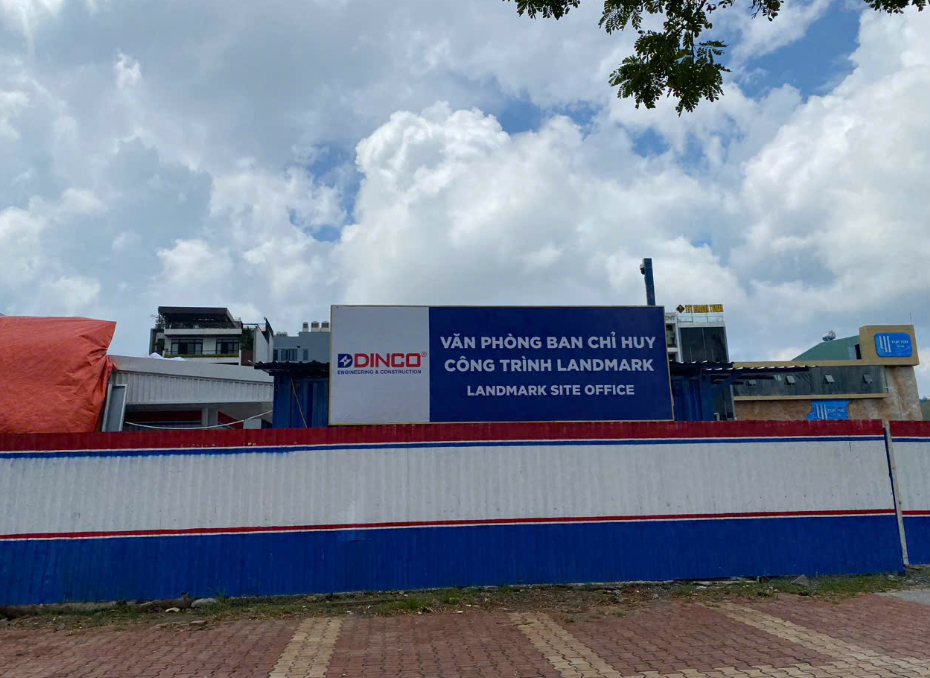 DINCO®
ENGINEERING & CONSTRUCTION
VĂN PHÒNG BAN CHỈ HUY
CÔNG TRÌNH LANDMARK
LANDMARK SITE OFFICE